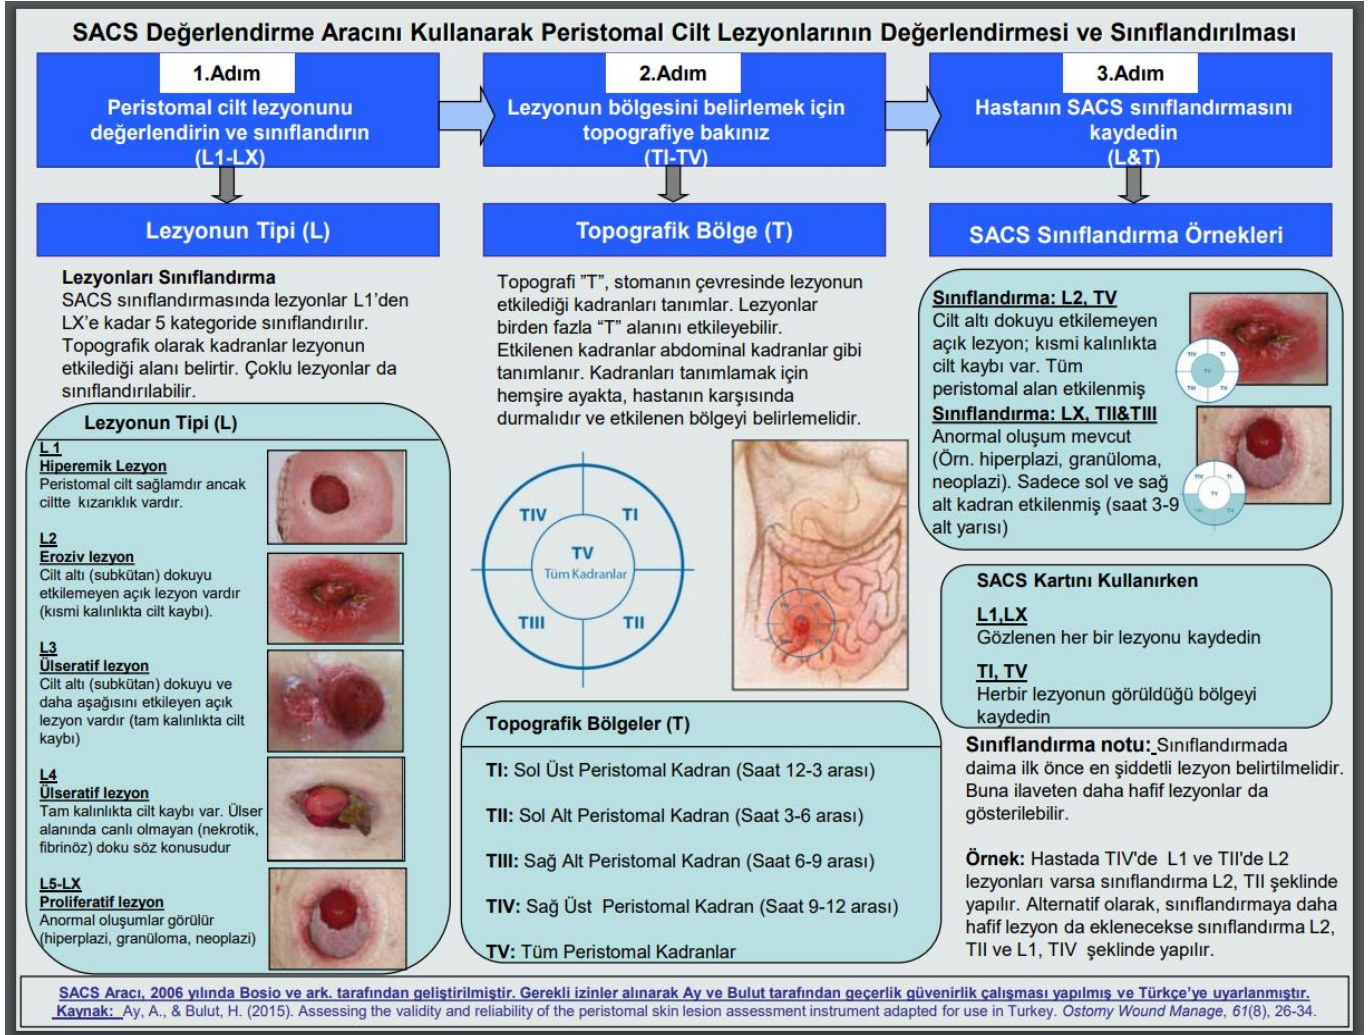 SACS Değerlendirme Aracını Kullanarak Peristomal Cilt Lezyonlarının Değerlendirmesi ve Sınıflandırılması
1.Adım
Peristomal cilt lezyonunu
değerlendirin ve sınıflandırın
(L1-LX)
2.Adım
Lezyonun bölgesini belirlemek için
topografiye bakınız
(TI-TV)
3.Adım
Hastanın SACS sınıflandırmasını
kaydedin
(L&T)
Lezyonun Tipi (L)
Lezyonları Sınıflandırma
SACS sınıflandırmasında lezyonlar L1’den
LX’e kadar 5 kategoride sınıflandırılır.
Topografik olarak kadranlar lezyonun
etkilediği alanı belirtir. Çoklu lezyonlar da
sınıflandırılabilir.
Lezyonun Tipi (L)
L 1
Hiperemik Lezyon
Peristomal cilt sağlamdır ancak
ciltte kızarıklık vardır.
L2
Eroziv lezyon
Cilt altı (subkütan) dokuyu
etkilemeyen açık lezyon vardır
(kısmi kalınlıkta cilt kaybı).
L3
Ülseratif lezyon
Cilt altı (subkütan) dokuyu ve
daha aşağısını etkileyen açık
lezyon vardır (tam kalınlıkta cilt
kaybı)
L4
Ülseratif lezyon
Tam kalınlıkta cilt kaybı var. Ülser
alanında canlı olmayan (nekrotik,
fibrinöz) doku söz konusudur
L5-LX
Proliferatif lezyon
Anormal oluşumlar görülür
(hiperplazi, granüloma, neoplazi)
Topografik Bölge (T)
Topografi ”T”, stomanın çevresinde lezyonun
etkilediği kadranları tanımlar. Lezyonlar
birden fazla “T” alanını etkileyebilir.
Etkilenen kadranlar abdominal kadranlar gibi
tanımlanır. Kadranları tanımlamak için
hemşire ayakta, hastanın karşısında
durmalıdır ve etkilenen bölgeyi belirlemelidir.
TIV
TI
TV
Tüm Kadranlar
TIII
TII
Topografik Bölgeler (T)
TI: Sol Üst Peristomal Kadran (Saat 12-3 arası)
TII: Sol Alt Peristomal Kadran (Saat 3-6 arası)
TIII: Sağ Alt Peristomal Kadran (Saat 6-9 arası)
TIV: Sağ Üst Peristomal Kadran (Saat 9-12 arası)
TV: Tüm Peristomal Kadranlar
SACS Sınıflandırma Örnekleri
Sınıflandırma: L2, TV
Cilt altı dokuyu etkilemeyen
açık lezyon; kısmi kalınlıkta
cilt kaybı var. Tüm
peristomal alan etkilenmiş
TIV
TI
TV
TIII
TII
Sınıflandırma: LX, TII&TIII
Anormal oluşum mevcut
(Örn. hiperplazi, granüloma,
neoplazi). Sadece sol ve sağ
alt kadran etkilenmiş (saat 3-9
alt yarısı)
TIV
TI
TV
SACS Kartını Kullanırken
L1,LX
Gözlenen her bir lezyonu kaydedin
TI, TV
Herbir lezyonun görüldüğü bölgeyi
kaydedin
Sınıflandırma notu: Sınıflandırmada
daima ilk önce en şiddetli lezyon belirtilmelidir.
Buna ilaveten daha hafif lezyonlar da
gösterilebilir.
Örnek: Hastada TIV'de L1 ve TII'de L2
lezyonları varsa sınıflandırma L2, TII şeklinde
yapılır. Alternatif olarak, sınıflandırmaya daha
hafif lezyon da eklenecekse sınıflandırma L2,
TII ve L1, TIV şeklinde yapılır.
SACS Aracı, 2006 yılında Bosio ve ark. tarafından geliştirilmiştir. Gerekli izinler alınarak Ay ve Bulut tarafından geçerlik güvenirlik çalışması yapılmış ve Türkçe’ye uyarlanmıştır.
Kaynak: Ay, A., & Bulut, H. (2015). Assessing the validity and reliability of the peristomal skin lesion assessment instrument adapted for use in Turkey. Ostomy Wound Manage, 61(8), 26-34.